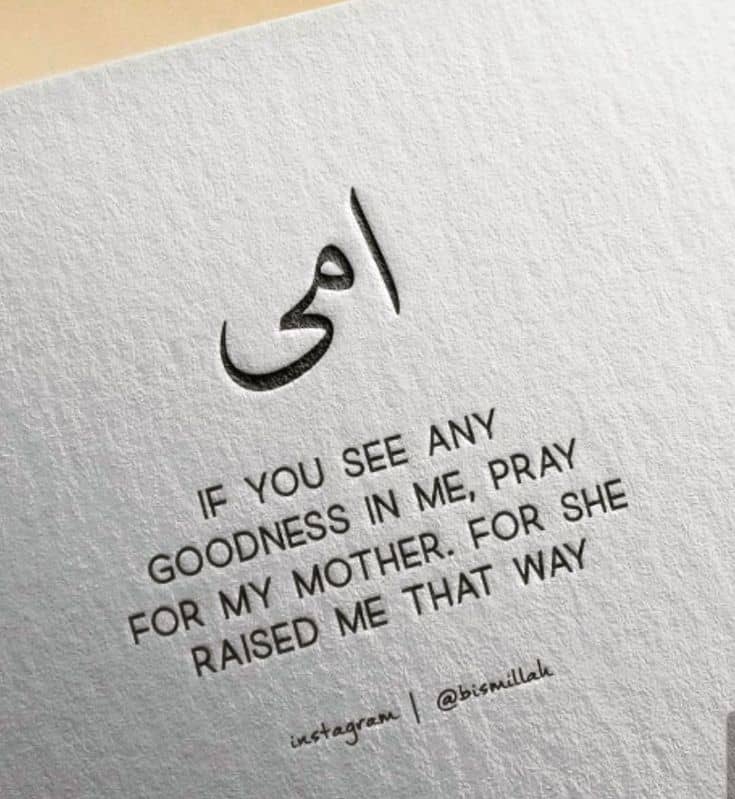 امی
IF YOU SEE ANY
GOODNESS IN ME, PRAY
FOR MY MOTHER. FOR SHE
RAISED ME THAT WAY
instagram | @bismillah